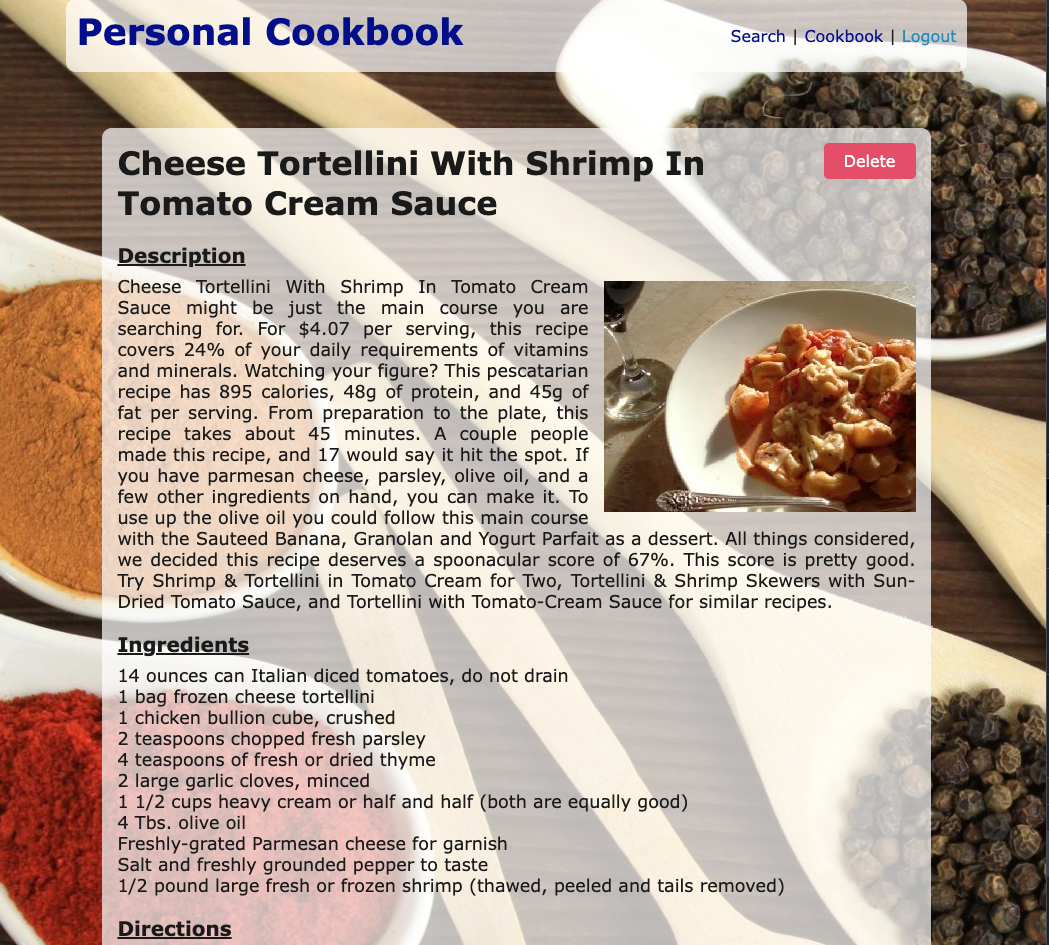 Personal Cookbook
Search | Cookbook | Logout
Cheese Tortellini With Shrimp In
Tomato Cream Sauce
Delete
Description
Cheese Tortellini With Shrimp In Tomato Cream
Sauce might be just the main course you are
searching for. For $4.07 per serving, this recipe
covers 24% of your daily requirements of vitamins
and minerals. Watching your figure? This pescatarian
recipe has 895 calories, 48g of protein, and 45g of
fat per serving. From preparation to the plate, this
recipe takes about 45 minutes. A couple people
made this recipe, and 17 would say it hit the spot. If
you have parmesan cheese, parsley, olive oil, and a
few other ingredients on hand, you can make it. To
use up the olive oil you could follow this main course
with the Sauteed Banana, Granolan and Yogurt Parfait as a dessert. All things considered,
we decided this recipe deserves a spoonacular score of 67%. This score is pretty good.
Try Shrimp & Tortellini in Tomato Cream for Two, Tortellini & Shrimp Skewers with Sun-
Dried Tomato Sauce, and Tortellini with Tomato-Cream Sauce for similar recipes.
Ingredients
14 ounces can Italian diced tomatoes, do not drain
1 bag frozen cheese tortellini
1 chicken bullion cube, crushed
2 teaspoons chopped fresh parsley
4 teaspoons of fresh or dried thyme
2 large garlic cloves, minced
1 1/2 cups heavy cream or half and half (both are equally good)
4 Tbs. olive oil
Freshly-grated Parmesan cheese for garnish
Salt and freshly grounded pepper to taste
1/2 pound large fresh or frozen shrimp (thawed, peeled and tails removed)
Directions